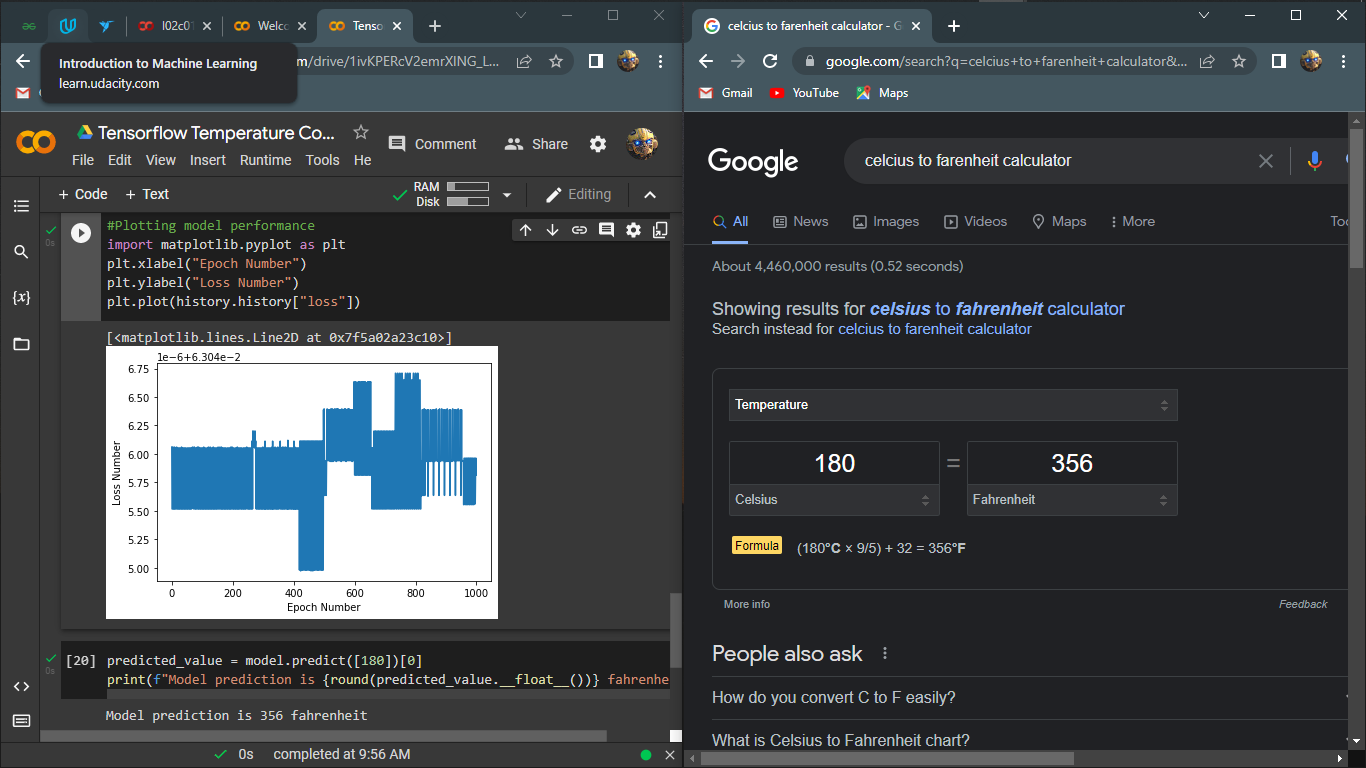 l02c01
Welco
Tenso
Introduction to Machine Learning
learn.udacity.com
m/drive/1ivKPERcV2emrXING_L...
Tensorflow Temperature Co...
Comment
Share
File Edit View Insert Runtime Tools He
+ Code + Text
RAM
Disk
Editing
#Plotting model performance
import matplotlib.pyplot as plt
plt.xlabel("Epoch Number")
plt.ylabel("Loss Number")
plt.plot(history.history["loss"])
0s
{x}
[<matplotlib.lines.Line2D at 0x7f5a02a23c10>]
1e-6+6.304e-2
6.75
6.50
6.25
6.00
5.75
5.50
5.25
5.00
Loss Number
0 200 400 600 800 1000
Epoch Number
[20] predicted_value = model.predict([180])[0]
0s
print(f"Model prediction is {round(predicted_value.__float__())} fahrenhe
Model prediction is 356 fahrenheit
0s completed at 9:56 AM
celcius to farenheit calculator - G
google.com/search?q=celcius+to+farenheit+calculator&...
Gmail YouTube Maps
Google
celcius to farenheit calculator
All News Images Videos Maps More Too
About 4,460,000 results (0.52 seconds)
Showing results for celsius to fahrenheit calculator
Search instead for celcius to farenheit calculator
Temperature
180 = 356
Celsius Fahrenheit
Formula (180°C × 9/5) + 32 = 356°F
More info Feedback
People also ask
How do you convert C to F easily?
What is Celsius to Fahrenheit chart?